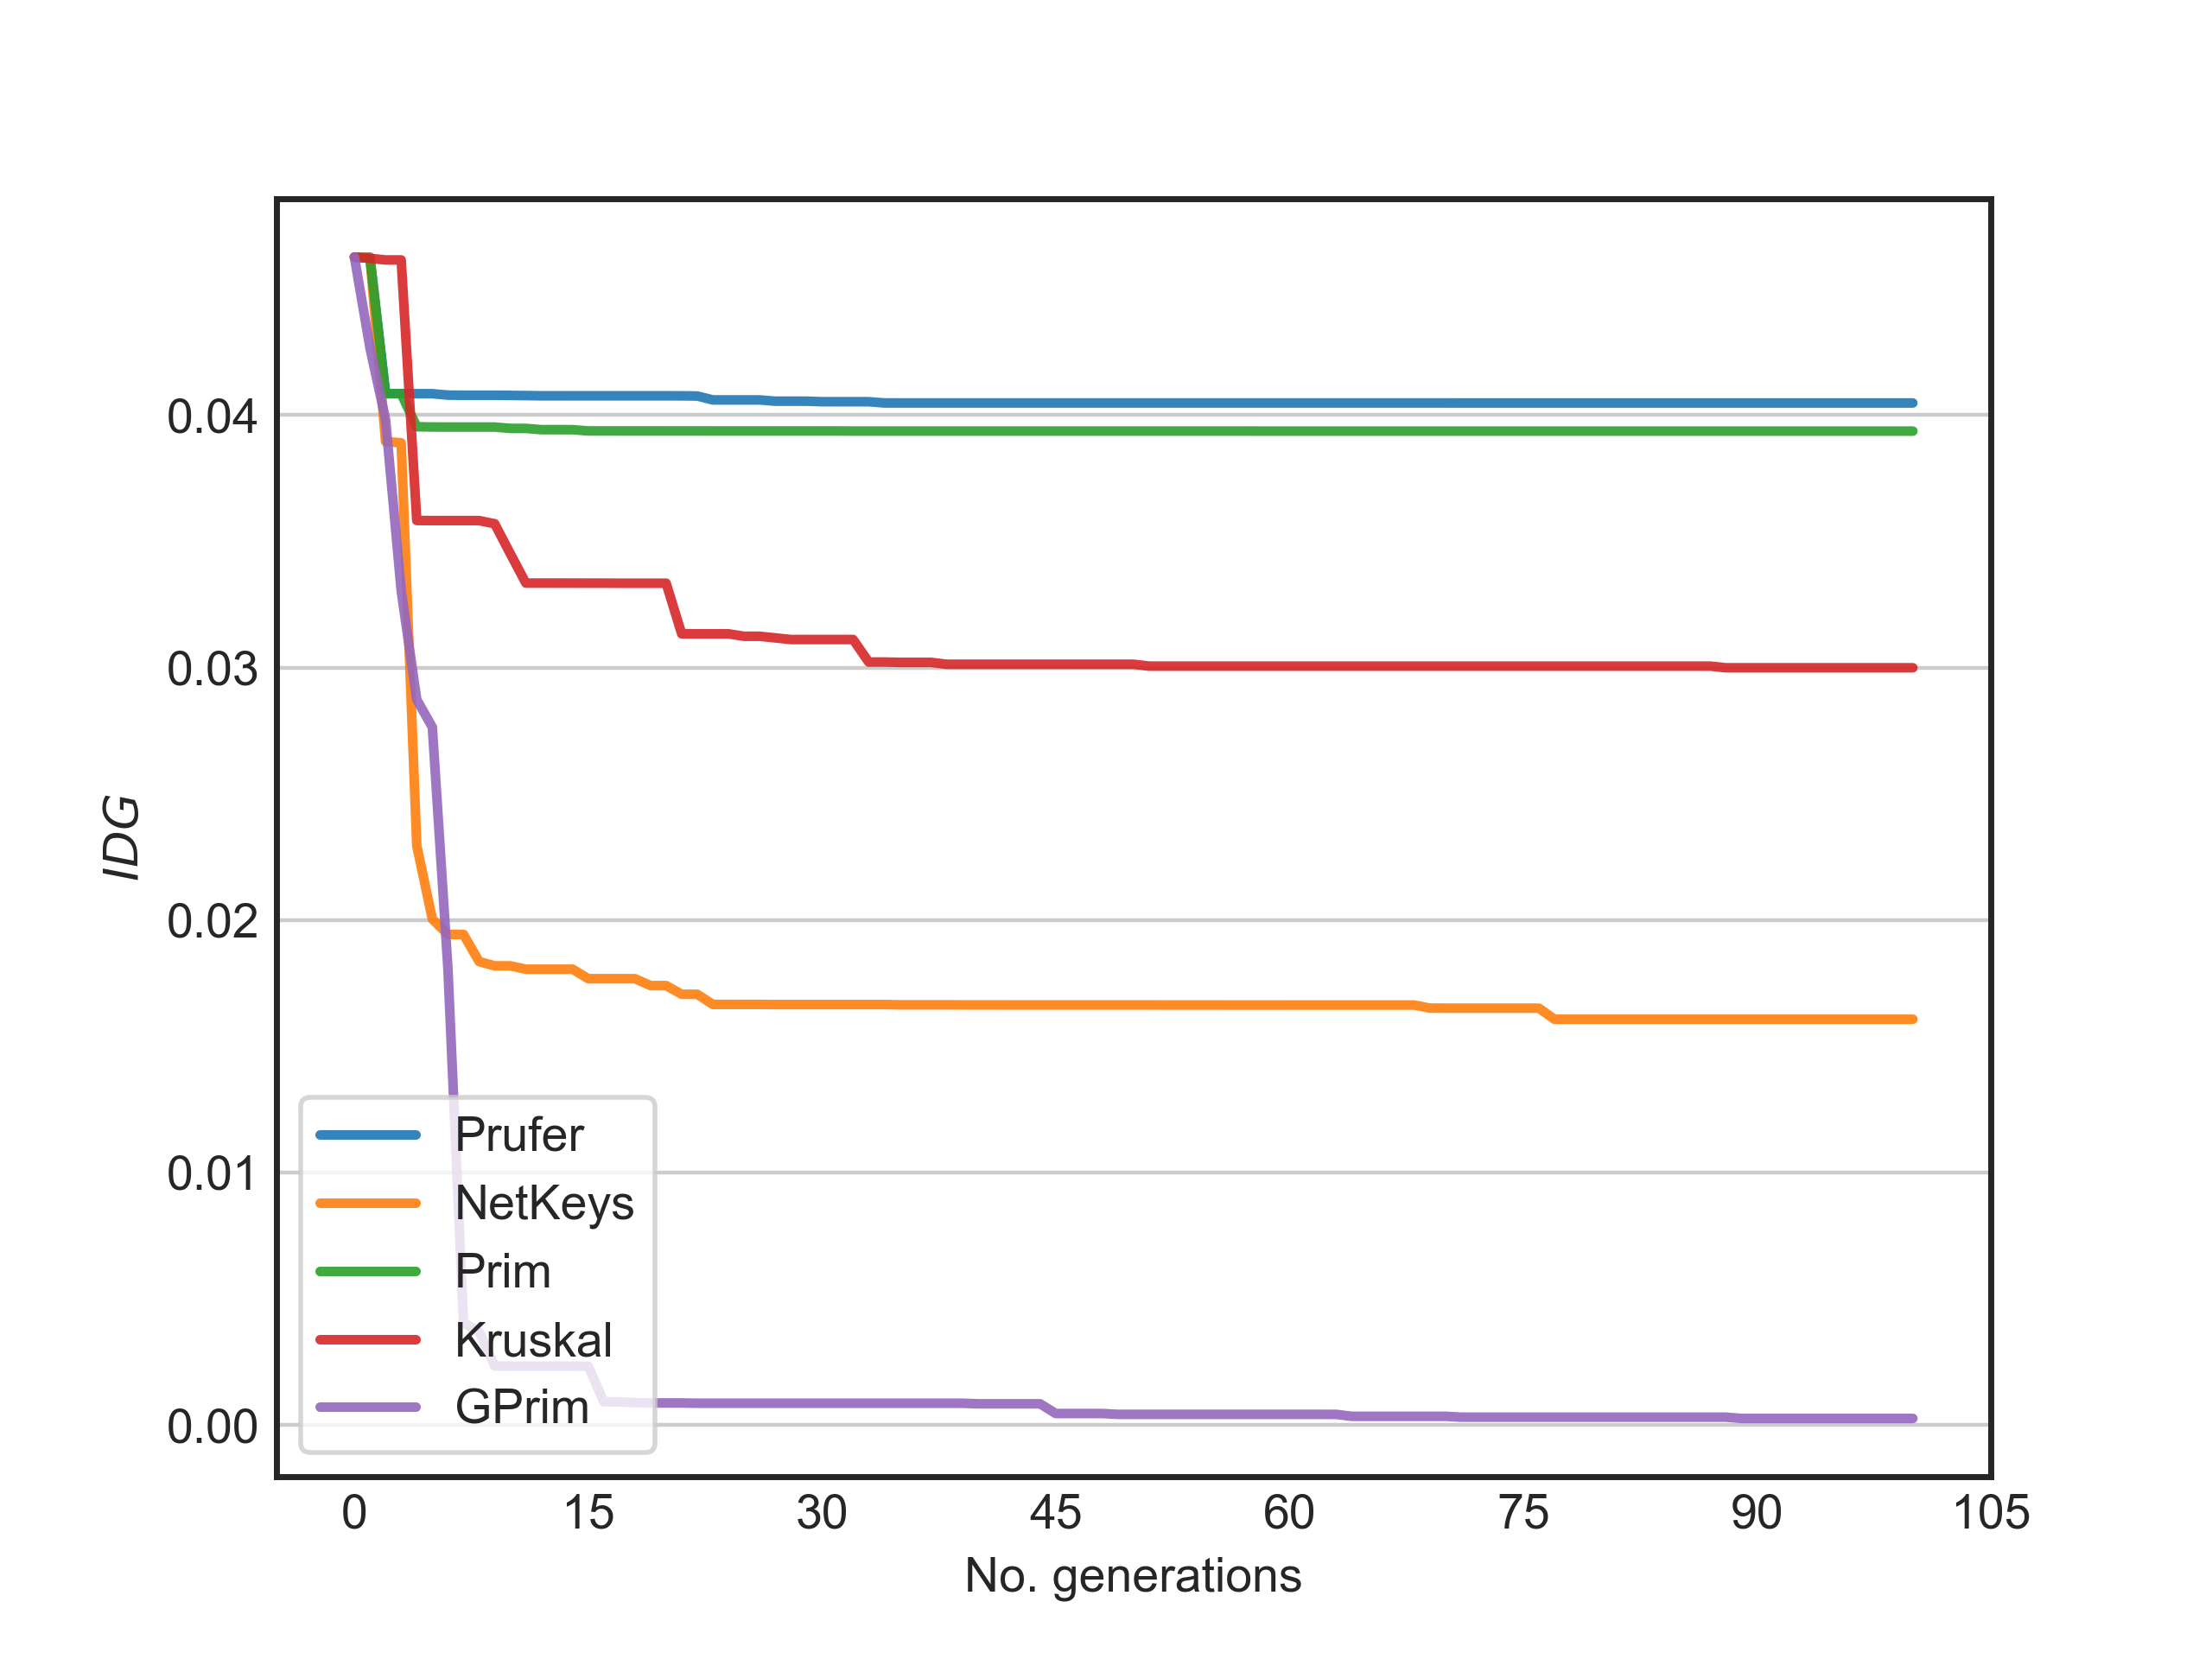 0.04
0.03
0.02
0.01
0.00
IDG
Prufer
NetKeys
Prim
Kruskal
GPrim
0 15 30 45 60 75 90 105
No. generations